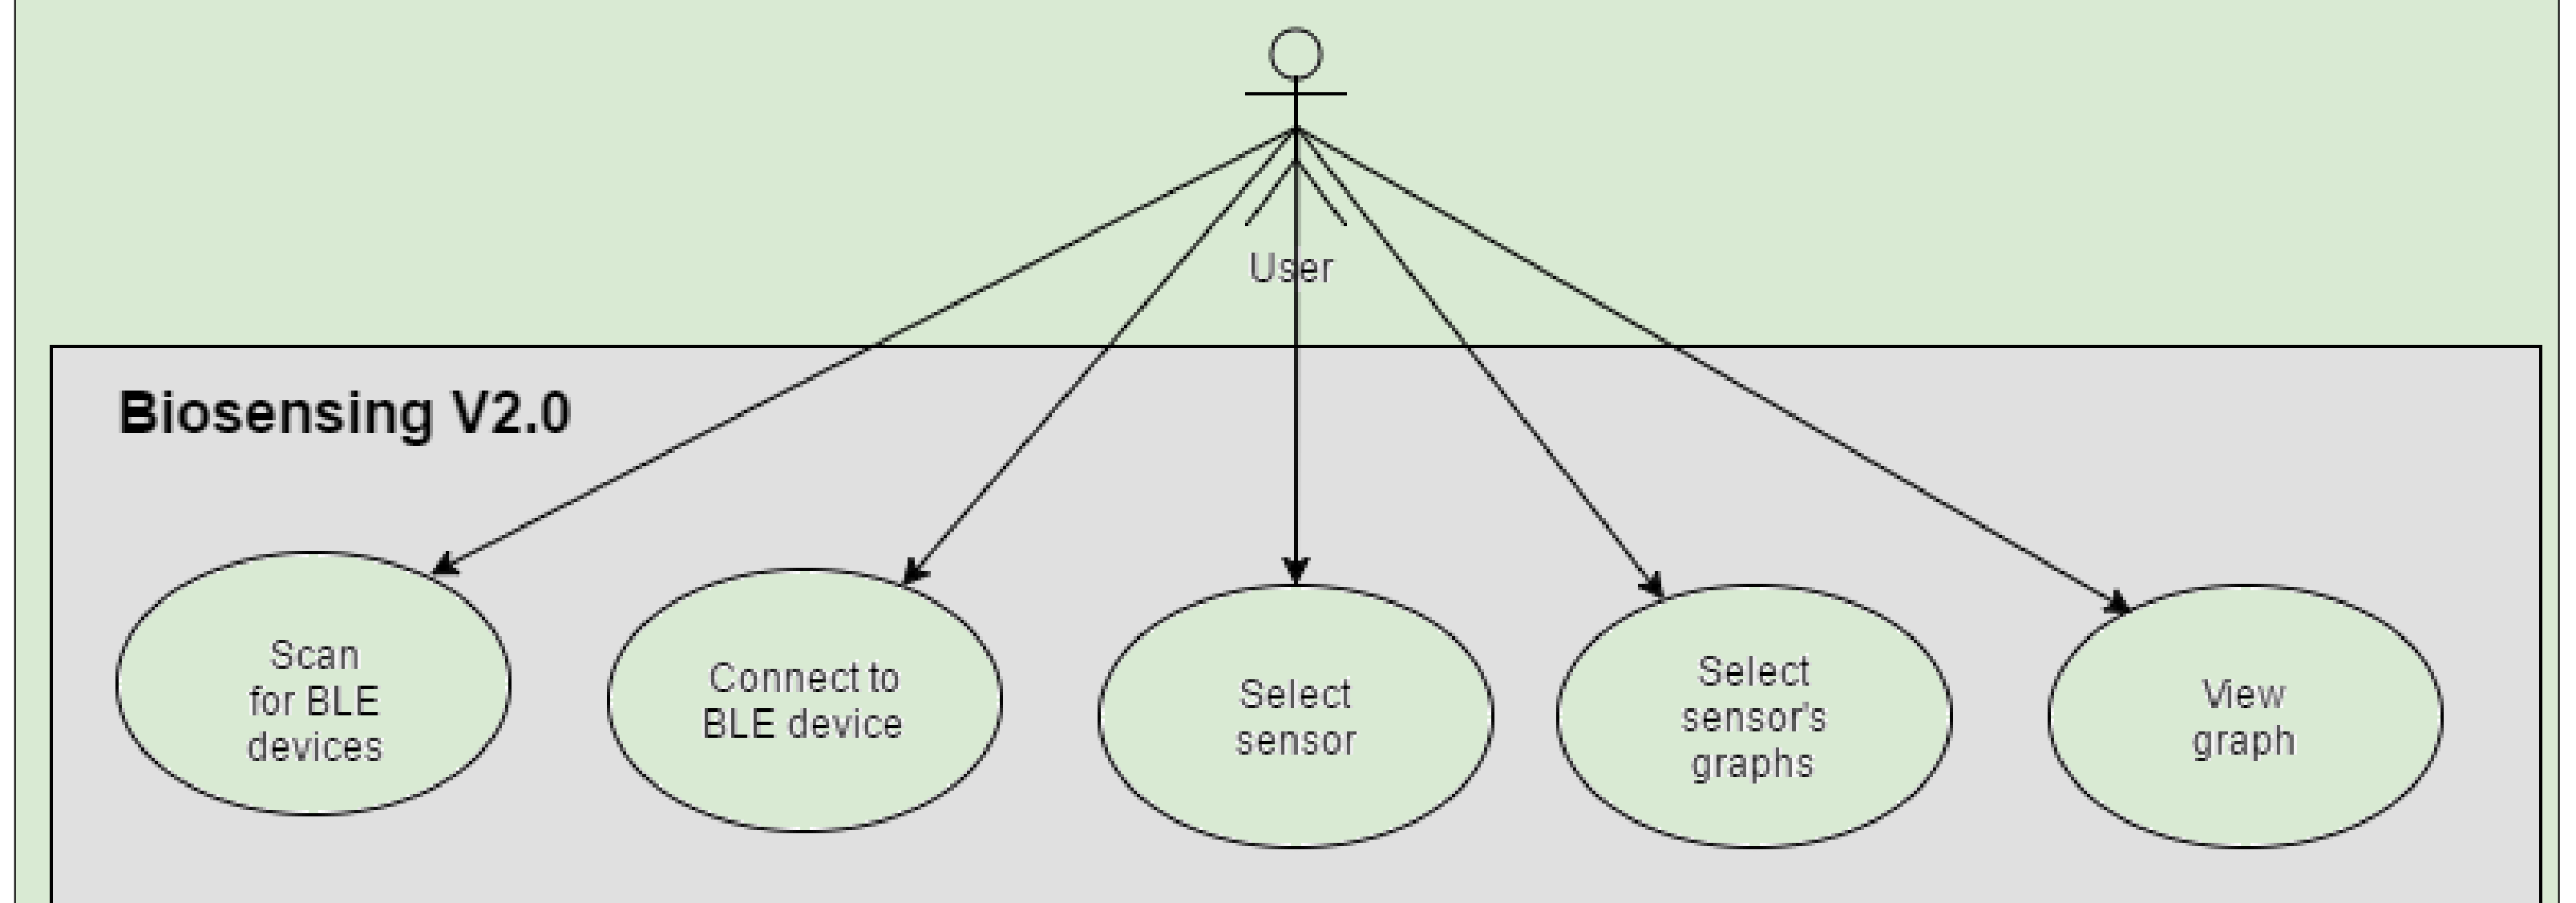 User
Biosensing V2.0
Scan
for BLE
devices
Connect to
BLE device
Select
sensor
Select
sensor's
graphs
View
graph